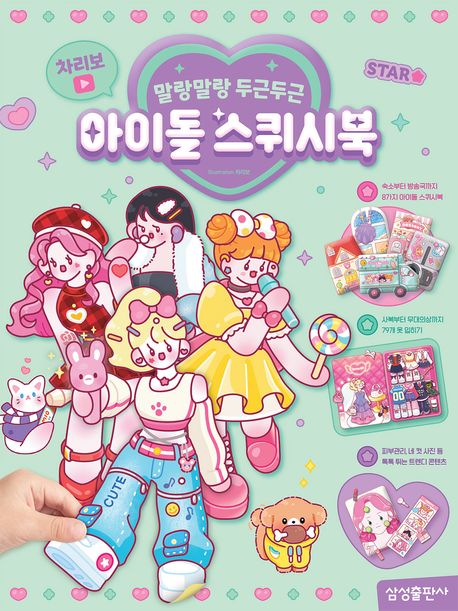 차리보
STAR
말랑말랑 두근두근
아이돌 스퀴시북
Illustration 차리보
숙소부터 방송국까지
8가지 아이돌 스퀴시북
사복부터 무대의상까지
79개 옷 입히기
피부관리, 네 컷 사진 등
톡톡 튀는 트렌디 콘텐츠
CUTE
삼성출판사